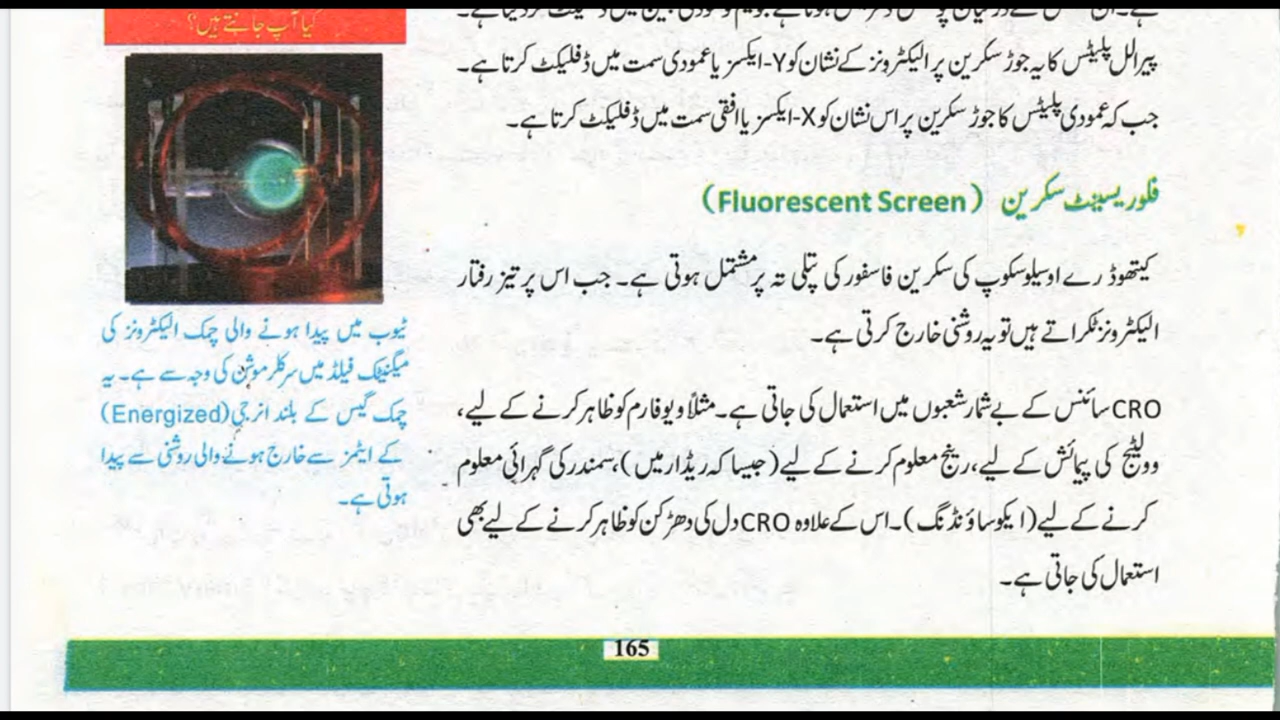 پیرالل پلیٹس کا یہ جوڑ سکرین پر الیکٹرونز کے نشان کو Y-ایکسز یا عمودی سمت میں ڈفلیکٹ کرتا ہے۔
جب کہ عمودی پلیٹس کا جوڑ سکرین پر اس نشان کو X-ایکسز یا افقی سمت میں ڈفلیکٹ کرتا ہے۔
فلوریسینٹ سکرین (Fluorescent Screen)
کیتھوڈ رے اوسیلوسکوپ کی سکرین فاسفور کی پتلی تہ پر مشتمل ہوتی ہے۔ جب اس پر تیز رفتار
الیکٹرونز ٹکراتے ہیں تو یہ روشنی خارج کرتی ہے۔
CRO سائنس کے بے شمار شعبوں میں استعمال کی جاتی ہے۔ مثلاً ویو فارم کو ظاہر کرنے کے لیے،
وولٹیج کی پیمائش کے لیے، رینج معلوم کرنے کے لیے (جیسا کہ ریڈار میں)، سمندر کی گہرائی معلوم
کرنے کے لیے (ایکو ساؤنڈنگ)۔ اس کے علاوہ CRO دل کی دھڑکن کو ظاہر کرنے کے لیے بھی
استعمال کی جاتی ہے۔
کیا آپ جانتے ہیں؟
ٹیوب میں پیدا ہونے والی چمک الیکٹرونز کی
میگنیٹک فیلڈ میں سرکلر موشن کی وجہ سے ہے۔ یہ
چمک گیس کے بلند انرجی (Energized)
کے ایٹمز سے خارج ہونے والی روشنی سے پیدا
ہوتی ہے۔
165